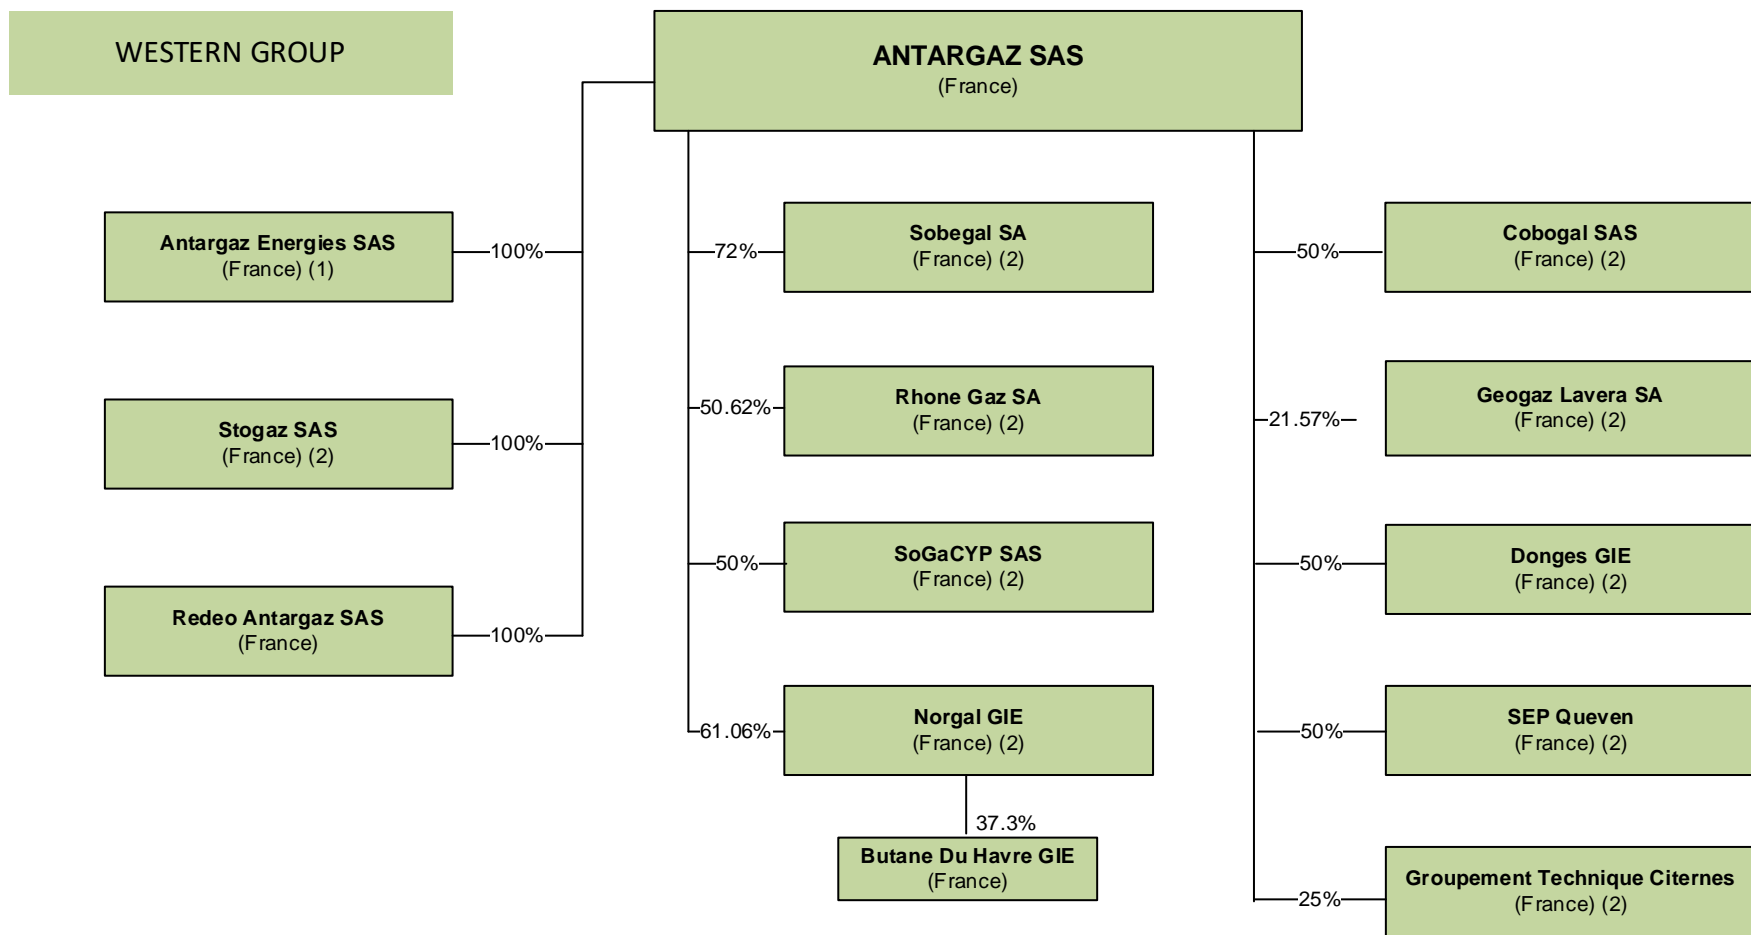 WESTERN GROUP
ANTARGAZ SAS
(France)
Antargaz Energies SAS
(France) (1)
100%
Stogaz SAS
(France) (2)
100%
Redeo Antargaz SAS
(France)
100%
72%
Sobegal SA
(France) (2)
50.62%
Rhone Gaz SA
(France) (2)
50%
SoGaCYP SAS
(France) (2)
61.06%
Norgal GIE
(France) (2)
37.3%
Butane Du Havre GIE
(France)
50%
Cobogal SAS
(France) (2)
21.57%
Geogaz Lavera SA
(France) (2)
50%
Donges GIE
(France) (2)
50%
SEP Queven
(France) (2)
25%
Groupement Technique Citernes
(France) (2)